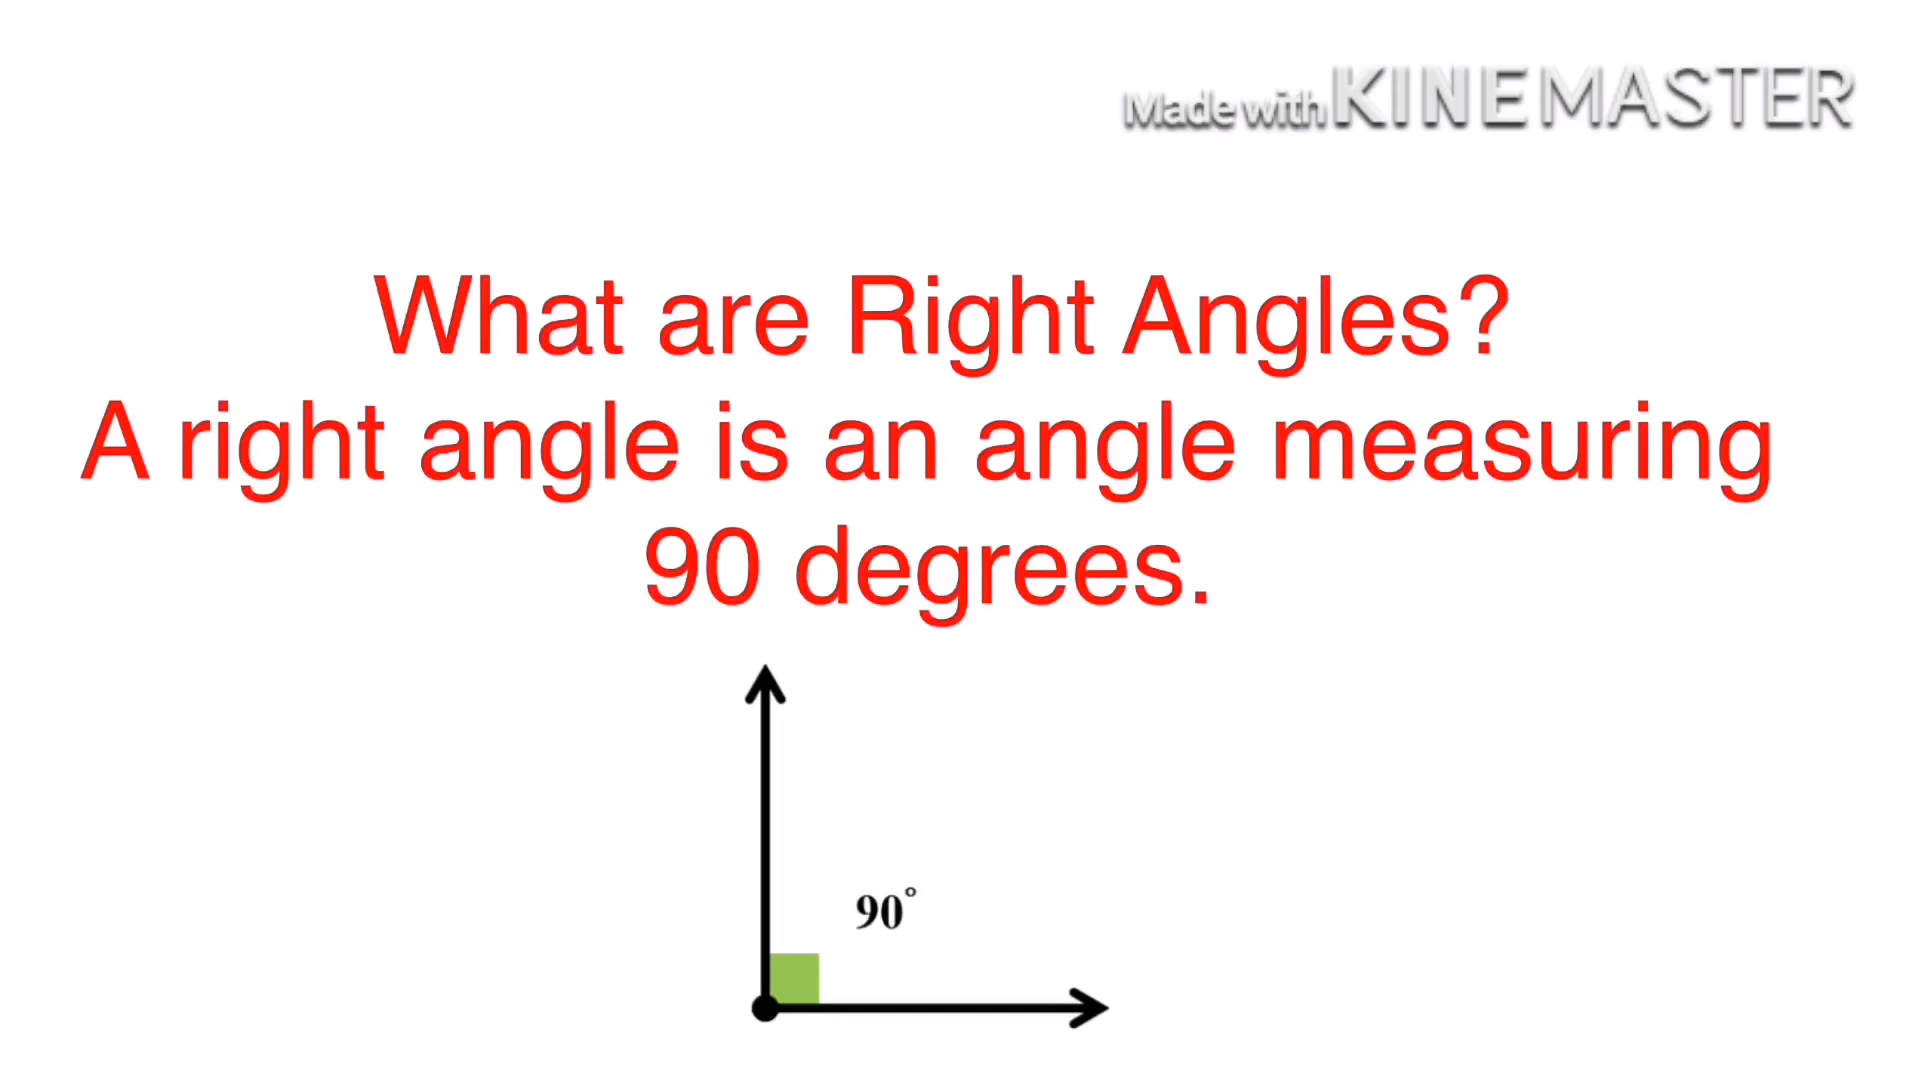 Made with KINEMASTER
What are Right Angles?
A right angle is an angle measuring
90 degrees.
90°